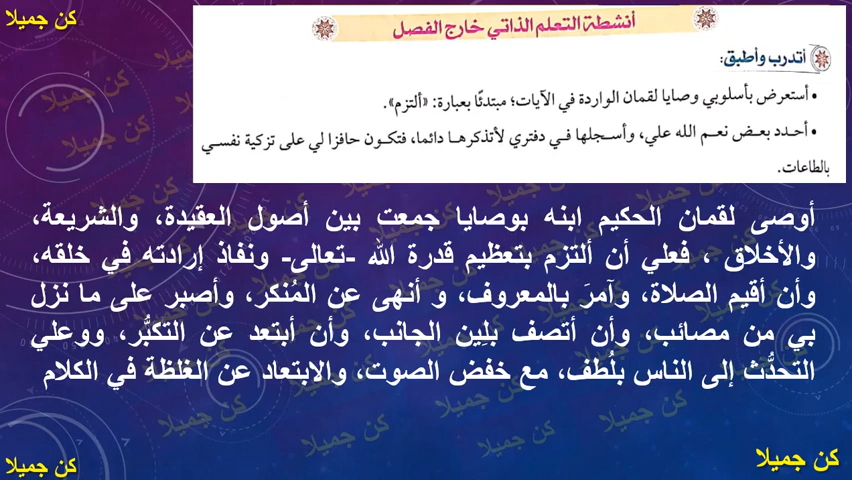 كن جميلا
أنشطة التعلم الذاتي خارج الفصل
أتدرب وأطبق:
• أستعرض بأسلوبي وصايا لقمان الواردة في الآيات؛ مبتدئًا بعبارة: «ألتزم».
• أحدد بعض نعم الله علي، وأسجلها في دفتري لأتذكرها دائما، فتكون حافزا لي على تزكية نفسي
بالطاعات.
أوصى لقمان الحكيم ابنه بوصايا جمعت بين أصول العقيدة، والشريعة،
والأخلاق ، فعلي أن ألتزم بتعظيم قدرة الله -تعالى- ونفاذ إرادته في خلقه،
وأن أقيم الصلاة، وآمرَ بالمعروف، و أنهى عن المُنكر، وأصبر على ما نزل
بي من مصائب، وأن أتصف بلِين الجانب، وأن أبتعد عن التكبُّر، ووعلي
التحدُّث إلى الناس بلُطف، مع خفض الصوت، والابتعاد عن الغلظة في الكلام
كن جميلا
كن جميلا